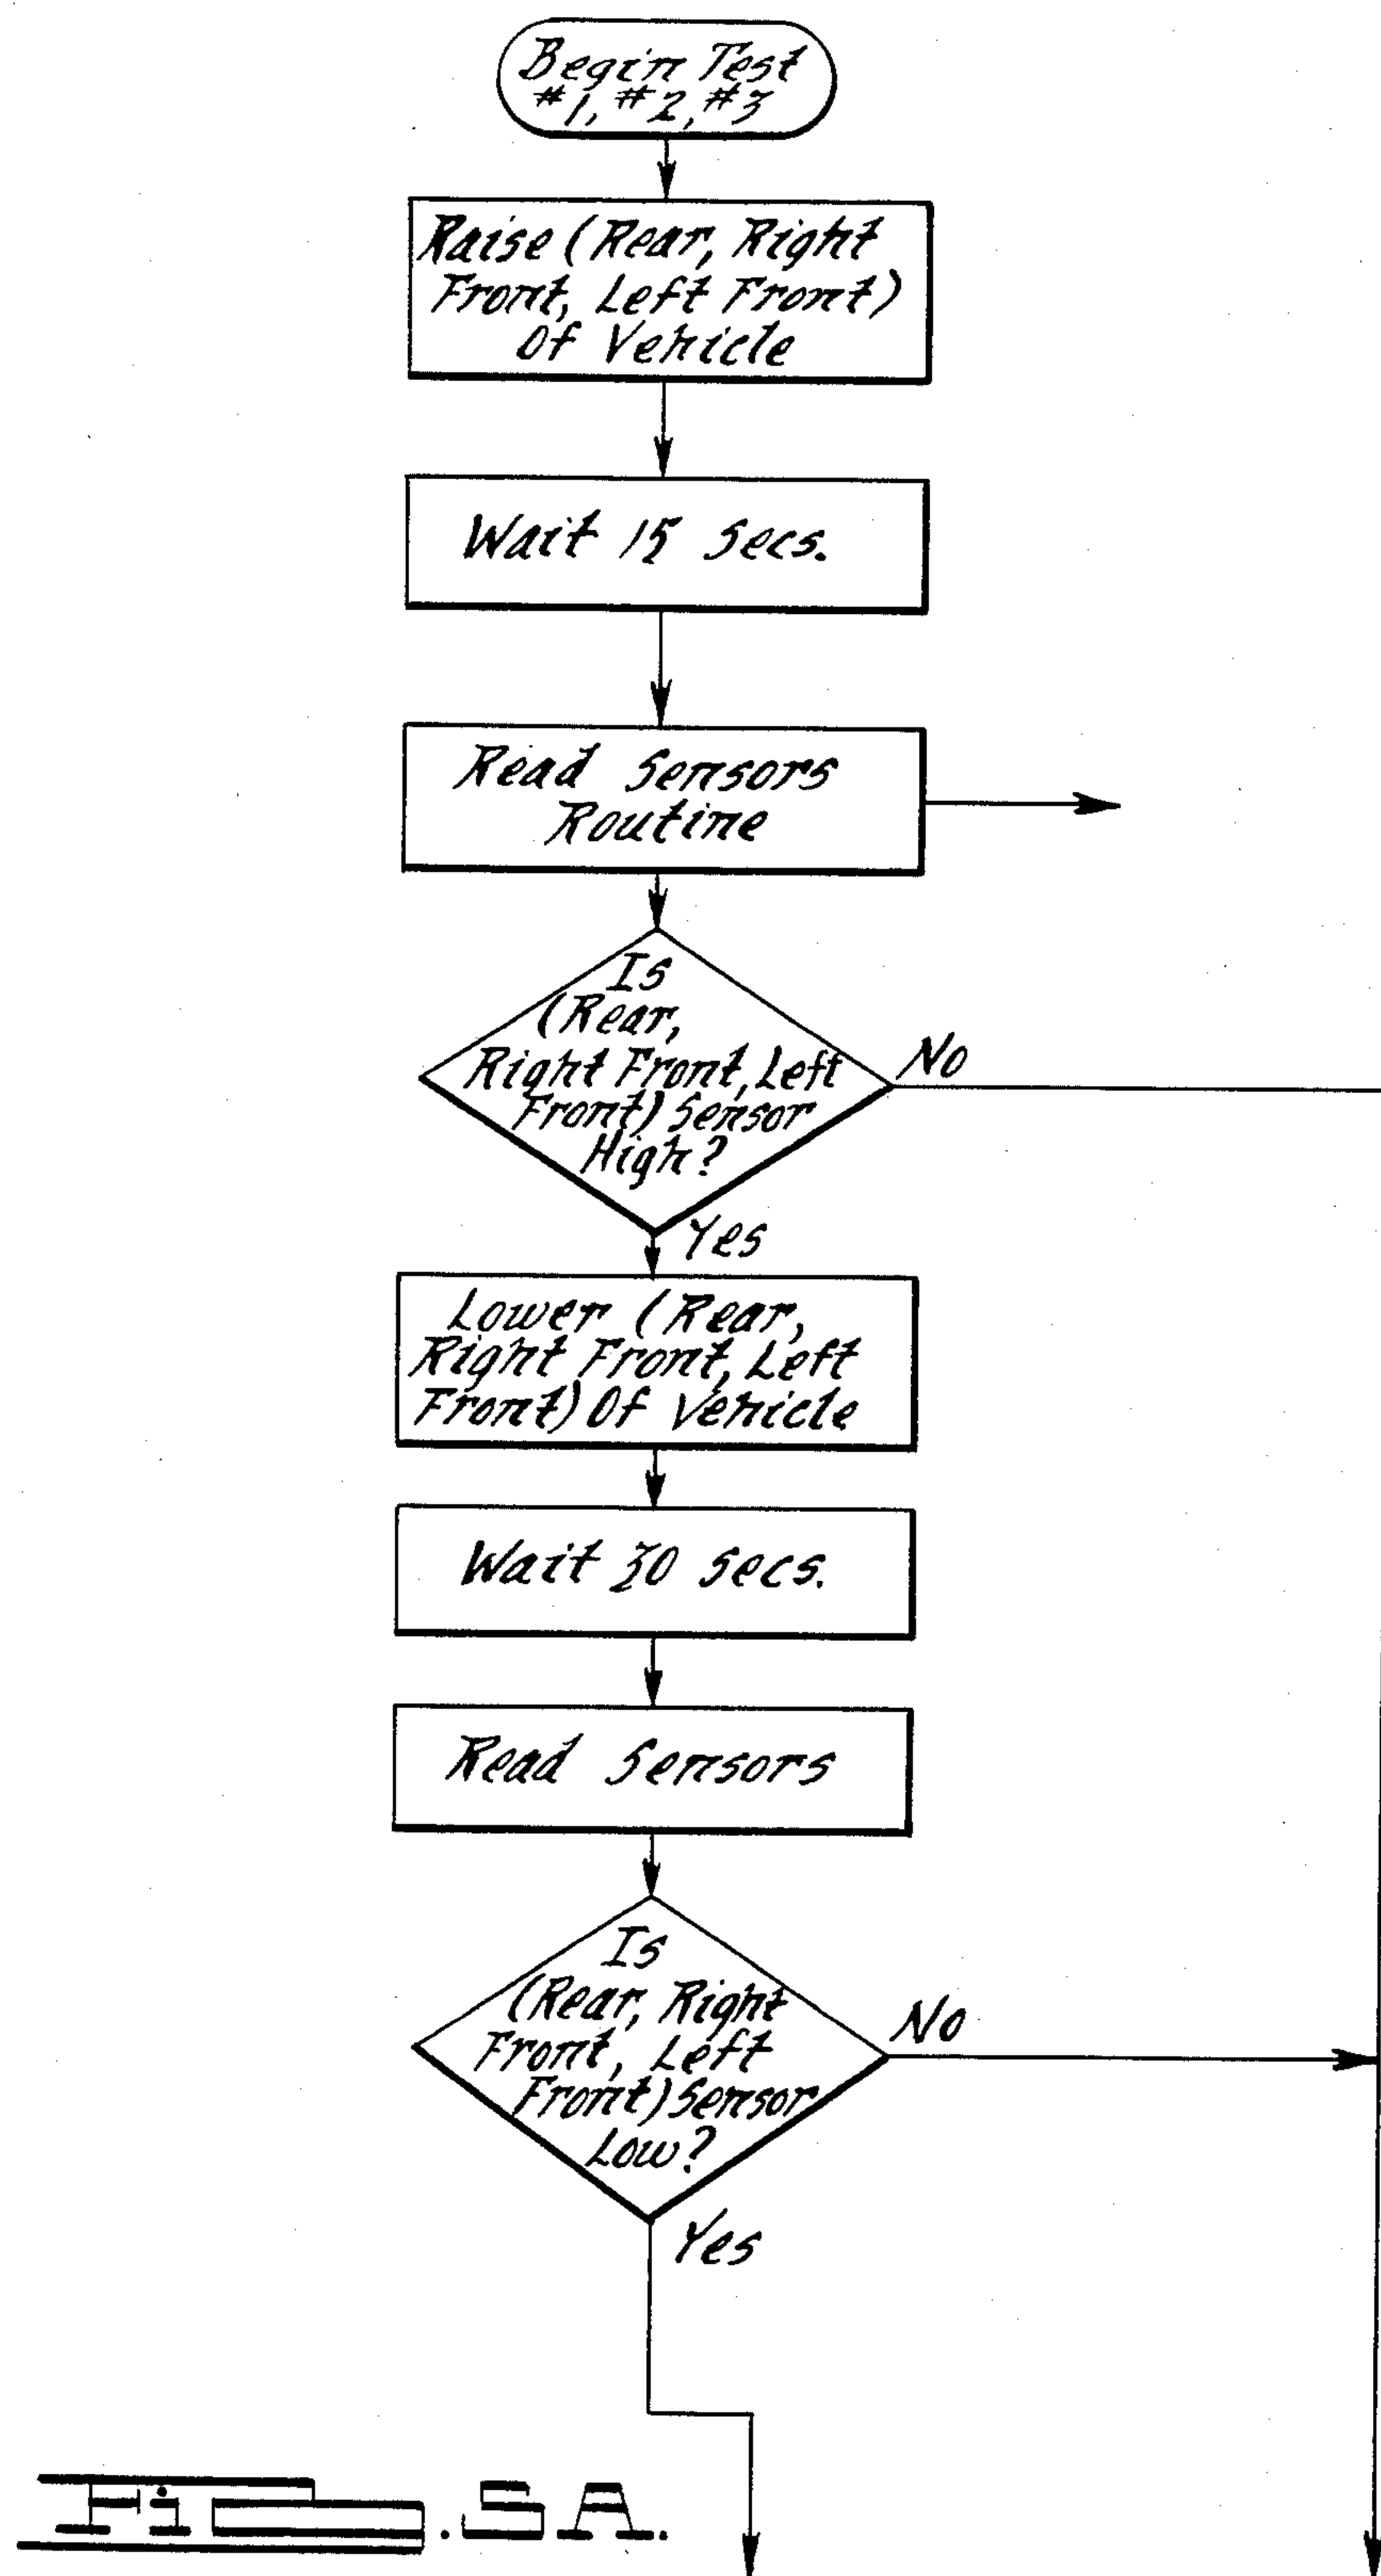 Begin Test
#1, #2, #3
Raise (Rear, Right
Front, Left Front)
Of Vehicle
Wait 15 Secs.
Read Sensors
Routine
Is
(Rear,
Right Front, Left
Front) Sensor
High?
No
Yes
Lower (Rear,
Right Front, Left
Front) Of Vehicle
Wait 30 Secs.
Read Sensors
Is
(Rear, Right
Front, Left
Front) Sensor
Low?
No
Yes
Fig. 5A.